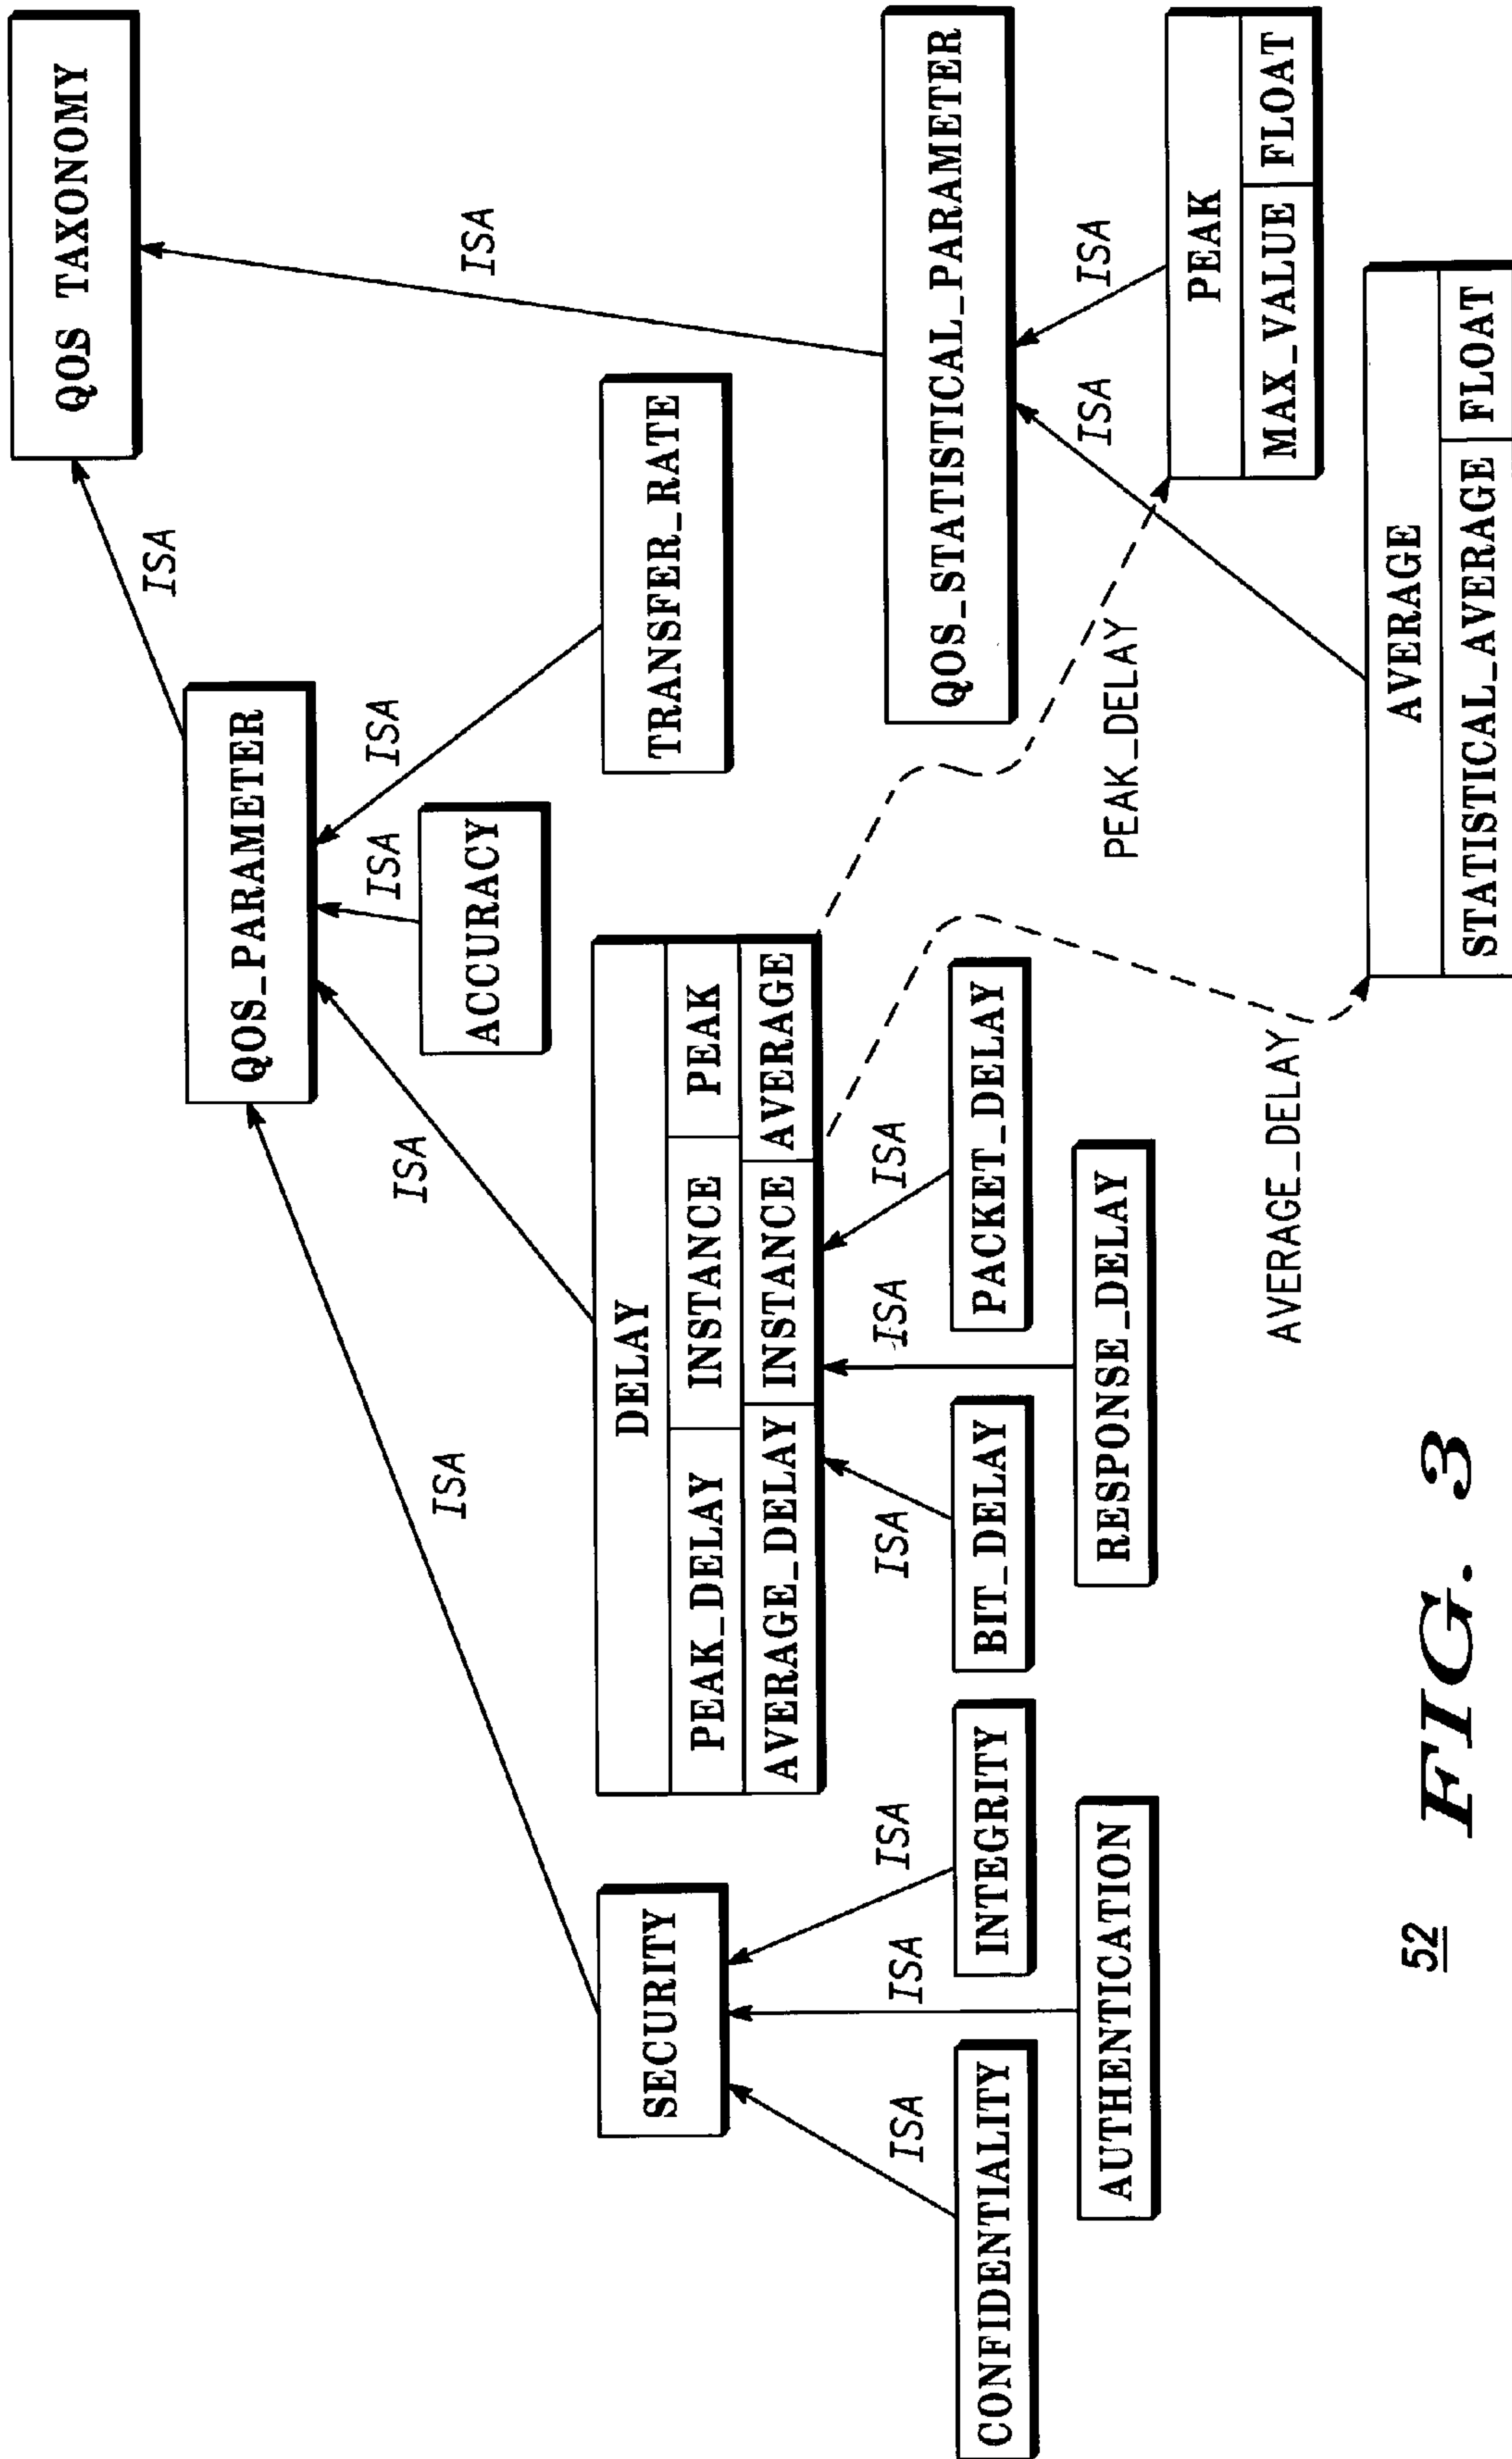 QOS TAXONOMY
ISA
ISA
QOS_PARAMETER
ISA
ISA
ISA
ISA
SECURITY
DELAY
PEAK_DELAY INSTANCE PEAK
AVERAGE_DELAY INSTANCE AVERAGE
ACCURACY
TRANSFER_RATE
ISA
ISA
ISA
CONFIDENTIALITY
INTEGRITY
AUTHENTICATION
ISA
ISA
ISA
BIT_DELAY
PACKET_DELAY
RESPONSE_DELAY
QOS_STATISTICAL_PARAMETER
ISA
ISA
PEAK_DELAY
PEAK
MAX_VALUE FLOAT
AVERAGE_DELAY
AVERAGE
STATISTICAL_AVERAGE FLOAT
52
FIG. 3